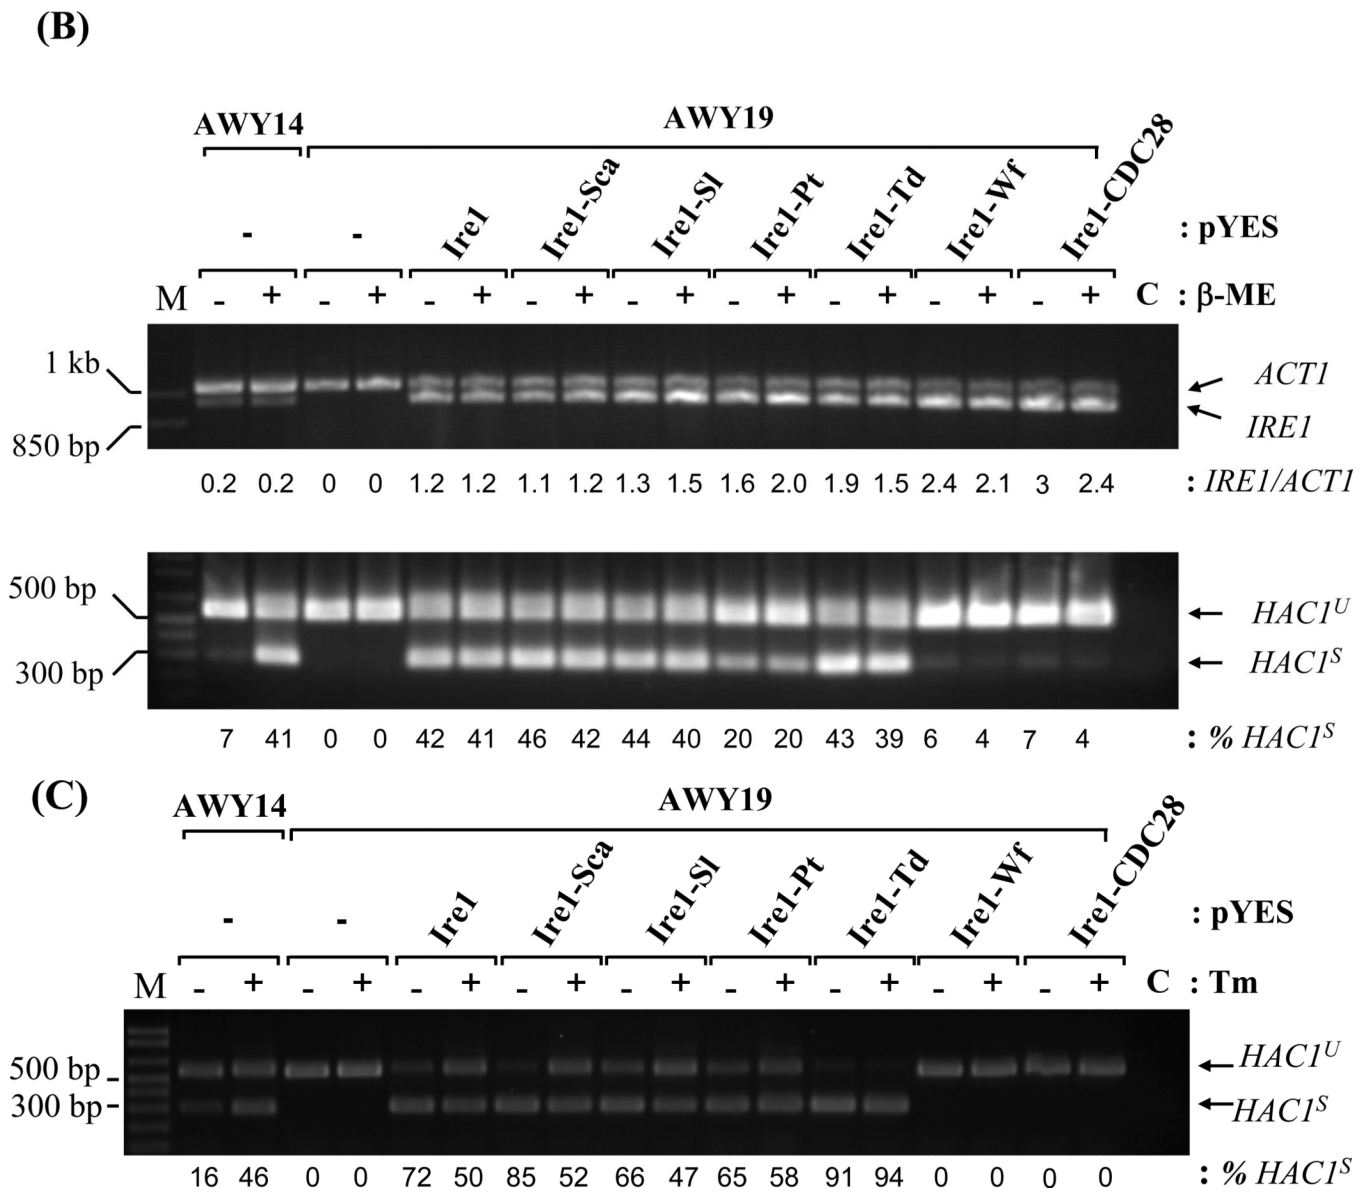 (B)
AWY14 AWY19
- - Ire1 Ire1-Sca Ire1-Sl Ire1-Pt Ire1-Td Ire1-Wf Ire1-CDC28 : pYES
M - + - + - + - + - + - + - + - + - + C : β-ME
1 kb ACT1
850 bp IRE1
0.2 0.2 0 0 1.2 1.2 1.1 1.2 1.3 1.5 1.6 2.0 1.9 1.5 2.4 2.1 3 2.4 : IRE1/ACT1
500 bp HAC1ᵁ
300 bp HAC1ˢ
7 41 0 0 42 41 46 42 44 40 20 20 43 39 6 4 7 4 : % HAC1ˢ
(C)
AWY14 AWY19
- - Ire1 Ire1-Sca Ire1-Sl Ire1-Pt Ire1-Td Ire1-Wf Ire1-CDC28 : pYES
M - + - + - + - + - + - + - + - + - + C : Tm
500 bp HAC1ᵁ
300 bp HAC1ˢ
16 46 0 0 72 50 85 52 66 47 65 58 91 94 0 0 0 0 : % HAC1ˢ